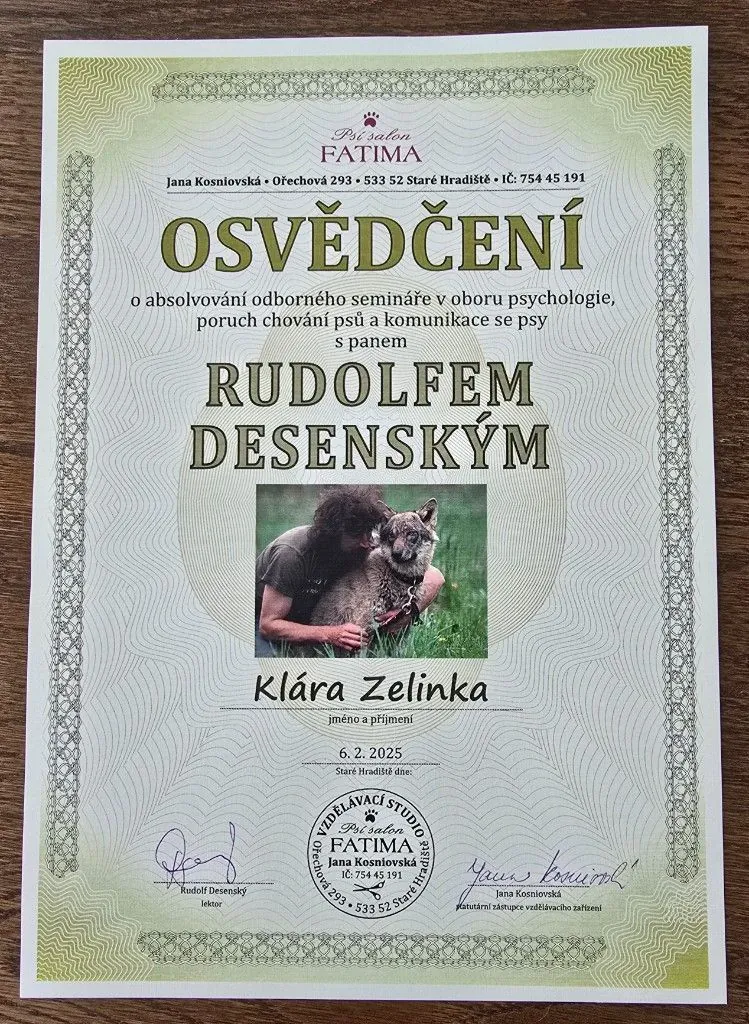 Psí salon
FATIMA
Jana Kosniovská • Ořechová 293 • 533 52 Staré Hradiště • IČ: 754 45 191
OSVĚDČENÍ
o absolvování odborného semináře v oboru psychologie,
poruch chování psů a komunikace se psy
s panem
RUDOLFEM
DESENSKÝM
Klára Zelinka
jméno a příjmení
6. 2. 2025
Staré Hradiště dne:
VZDĚLÁVACÍ STUDIO
Psí salon
FATIMA
Jana Kosniovská
IČ: 754 45 191
Ořechová 293 • 533 52 Staré Hradiště
Rudolf Desenský
lektor
Jana Kosniovská
Jana Kosniovská
statutární zástupce vzdělávacího zařízení